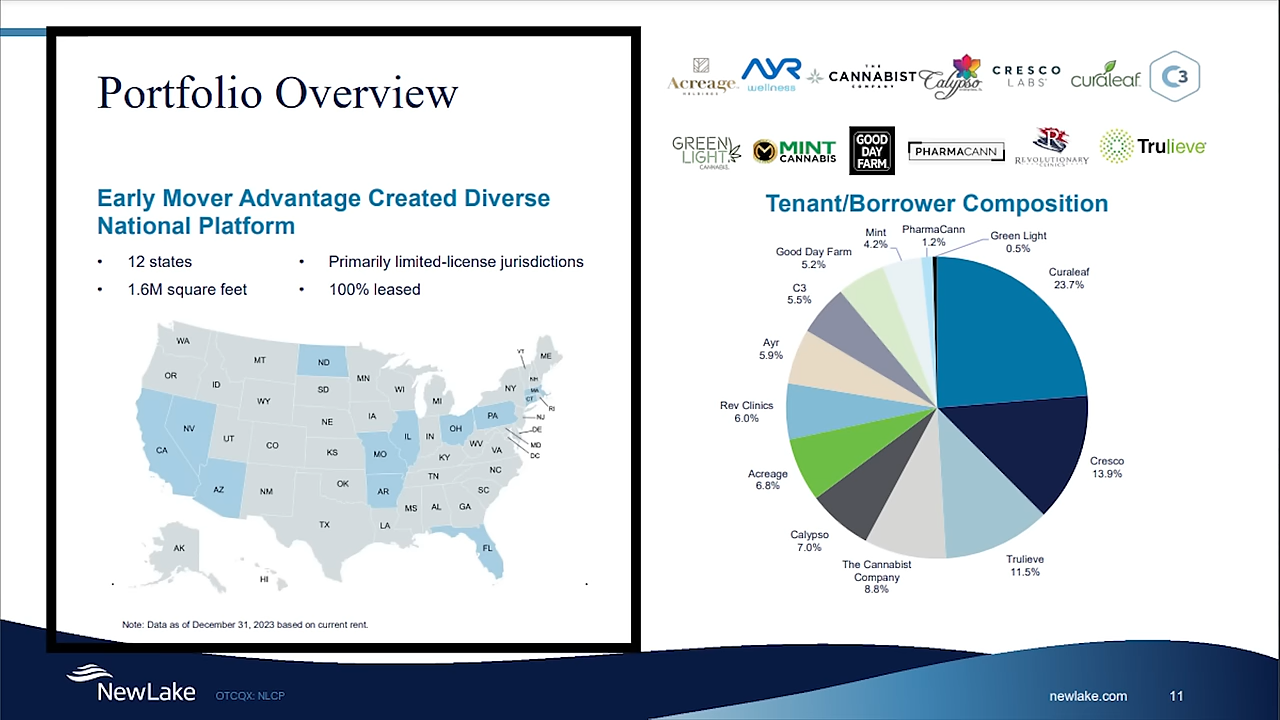 Portfolio Overview
Early Mover Advantage Created Diverse
National Platform
• 12 states
• Primarily limited-license jurisdictions
• 1.6M square feet
• 100% leased
WA
OR
ID
MT
ND
MN
WI
MI
NY
VT
ME
NH
MA
CT
RI
NJ
DE
MD
DC
PA
OH
IN
IL
IA
SD
WY
NE
NV
UT
CO
KS
MO
KY
WV
VA
NC
TN
SC
CA
AZ
NM
OK
AR
MS
AL
GA
LA
TX
FL
AK
HI
Note: Data as of December 31, 2023 based on current rent.
Acreage
HOLDINGS
AYR
wellness
THE
CANNABIST
COMPANY
Calypso
CRESCO
LABS
curaleaf
C3
GREEN
LIGHT
CANNABIS
MINT
CANNABIS
GOOD
DAY
FARM
PHARMACANN
REVOLUTIONARY
CLINICS
Trulieve
Tenant/Borrower Composition
Mint
4.2%
PharmaCann
1.2%
Green Light
0.5%
Good Day Farm
5.2%
Curaleaf
23.7%
C3
5.5%
Ayr
5.9%
Rev Clinics
6.0%
Cresco
13.9%
Acreage
6.8%
Calypso
7.0%
Trulieve
11.5%
The Cannabist
Company
8.8%
NewLake
OTCQX: NLCP
newlake.com
11